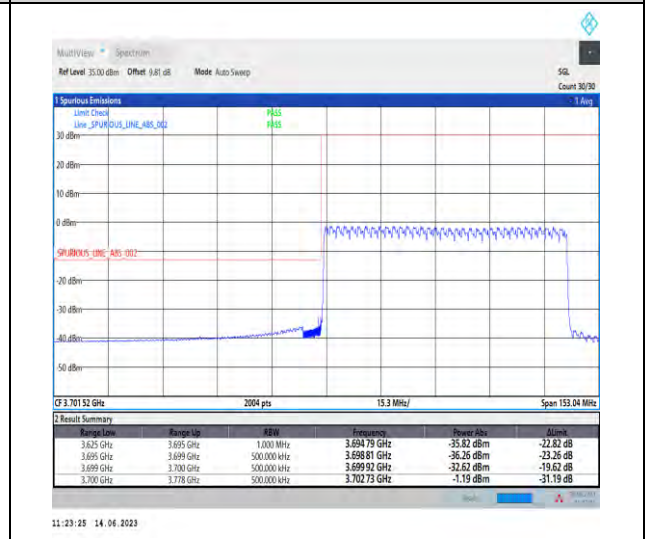 MultiView Spectrum
Ref Level 35.00 dBm Offset 9.81 dB Mode Auto Sweep SGL
Count 30/30
1 Spurious Emissions 1 Avg
Limit Check PASS
Line _SPURIOUS_LINE_ABS_002 PASS
30 dBm
20 dBm
10 dBm
0 dBm
_SPURIOUS_LINE_ABS_002
-20 dBm
-30 dBm
-40 dBm
-50 dBm
CF 3.701 52 GHz 2004 pts 15.3 MHz/ Span 153.04 MHz
2 Result Summary
Range Low Range Up RBW Frequency Power Abs ΔLimit
3.625 GHz 3.695 GHz 1.000 MHz 3.694 79 GHz -35.82 dBm -22.82 dB
3.695 GHz 3.699 GHz 500.000 kHz 3.698 81 GHz -36.26 dBm -23.26 dB
3.699 GHz 3.700 GHz 500.000 kHz 3.699 92 GHz -32.62 dBm -19.62 dB
3.700 GHz 3.778 GHz 500.000 kHz 3.702 73 GHz -1.19 dBm -31.19 dB
11:23:25 14.06.2023